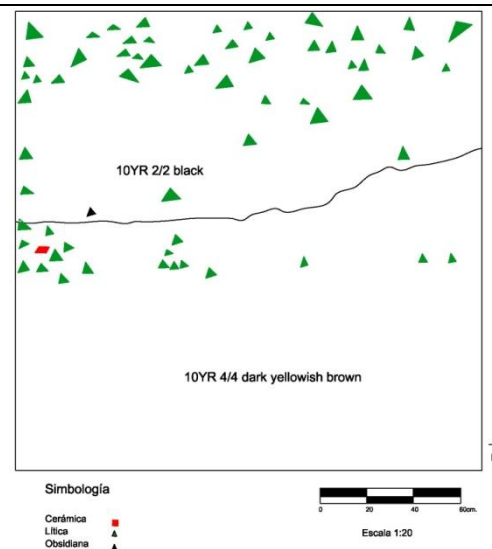 10YR 2/2 black
10YR 4/4 dark yellowish brown
Simbología
Cerámica
Lítica
Obsidiana
0 20 40 60cm.
Escala 1:20